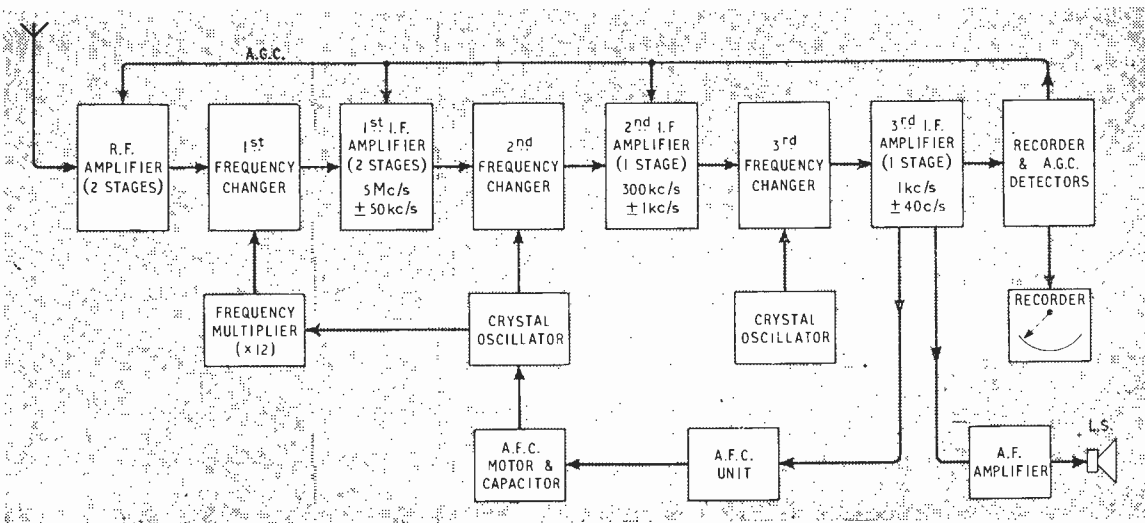 A.G.C.
R.F.
AMPLIFIER
(2 STAGES)
1st
FREQUENCY
CHANGER
1st I.F.
AMPLIFIER
(2 STAGES)
5Mc/s
± 50kc/s
2nd
FREQUENCY
CHANGER
2nd I.F
AMPLIFIER
(1 STAGE)
300kc/s
± 1kc/s
3rd
FREQUENCY
CHANGER
3rd I.F.
AMPLIFIER
(1 STAGE)
1kc/s
± 40c/s
RECORDER
& A.G.C.
DETECTORS
FREQUENCY
MULTIPLIER
(×12)
CRYSTAL
OSCILLATOR
CRYSTAL
OSCILLATOR
RECORDER
A.F.C.
MOTOR &
CAPACITOR
A.F.C.
UNIT
A.F.
AMPLIFIER
L.S.